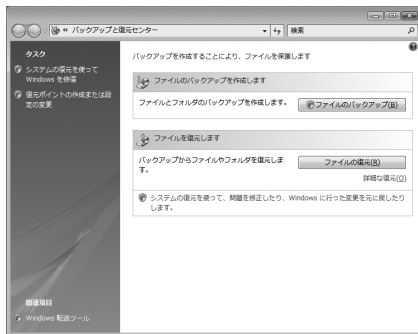 « バックアップと復元センター
検索
タスク
システムの復元を使って
Windows を修復
復元ポイントの作成または設
定の変更
関連項目
Windows 転送ツール
バックアップを作成することにより、ファイルを保護し
ます
ファイルのバックアップを作成します
ファイルとフォルダのバックアップを作成します。
ファイルのバックアップ(B)
ファイルを復元します
バックアップからファイルやフォルダを復元しま
す。
ファイルの復元(R)
詳細な復元(O)
システムの復元を使って、問題を修正したり、Windows に行った変更を元に戻したり
します。